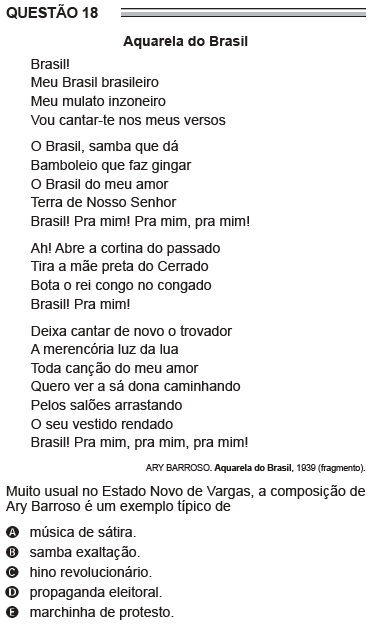 QUESTÃO 18
Aquarela do Brasil
Brasil!
Meu Brasil brasileiro
Meu mulato inzoneiro
Vou cantar-te nos meus versos
O Brasil, samba que dá
Bamboleio que faz gingar
O Brasil do meu amor
Terra de Nosso Senhor
Brasil! Pra mim! Pra mim, pra mim!
Ah! Abre a cortina do passado
Tira a mãe preta do Cerrado
Bota o rei congo no congado
Brasil! Pra mim!
Deixa cantar de novo o trovador
A merencória luz da lua
Toda canção do meu amor
Quero ver a sá dona caminhando
Pelos salões arrastando
O seu vestido rendado
Brasil! Pra mim, pra mim, pra mim!
ARY BARROSO. Aquarela do Brasil, 1939 (fragmento).
Muito usual no Estado Novo de Vargas, a composição de
Ary Barroso é um exemplo típico de
A música de sátira.
B samba exaltação.
C hino revolucionário.
D propaganda eleitoral.
E marchinha de protesto.